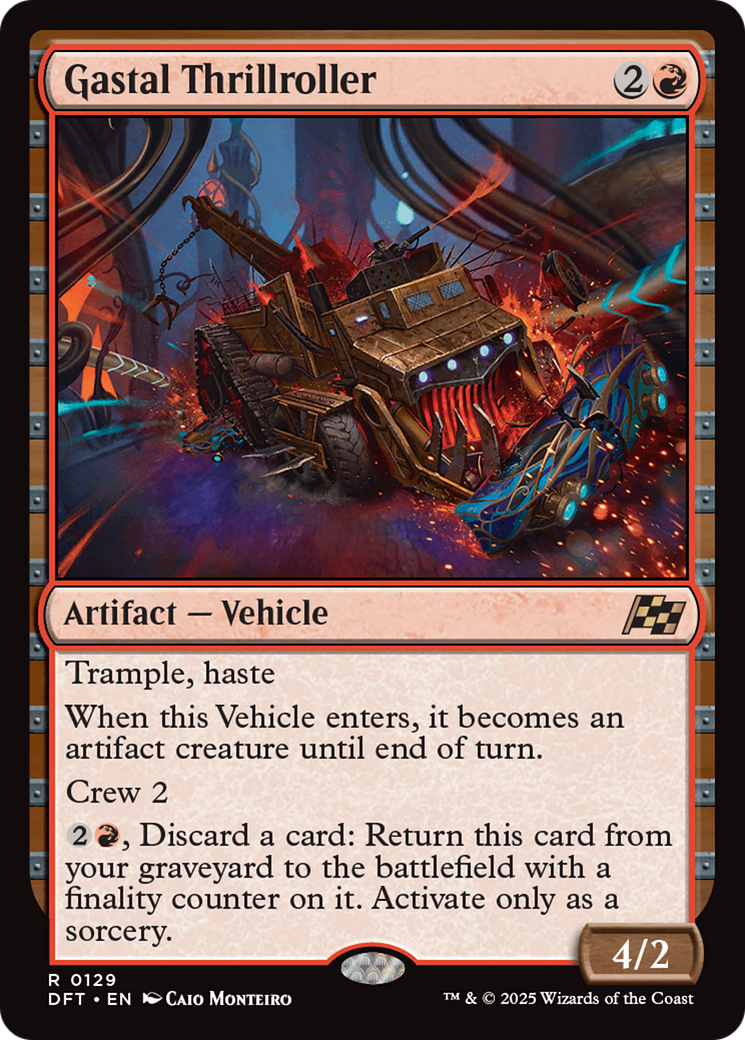 Gastal Thrillroller 2
Artifact — Vehicle
Trample, haste
When this Vehicle enters, it becomes an
artifact creature until end of turn.
Crew 2
2, Discard a card: Return this card from
your graveyard to the battlefield with a
finality counter on it. Activate only as a
sorcery.
4/2
R 0129
DFT • EN Caio Monteiro
™ & © 2025 Wizards of the Coast